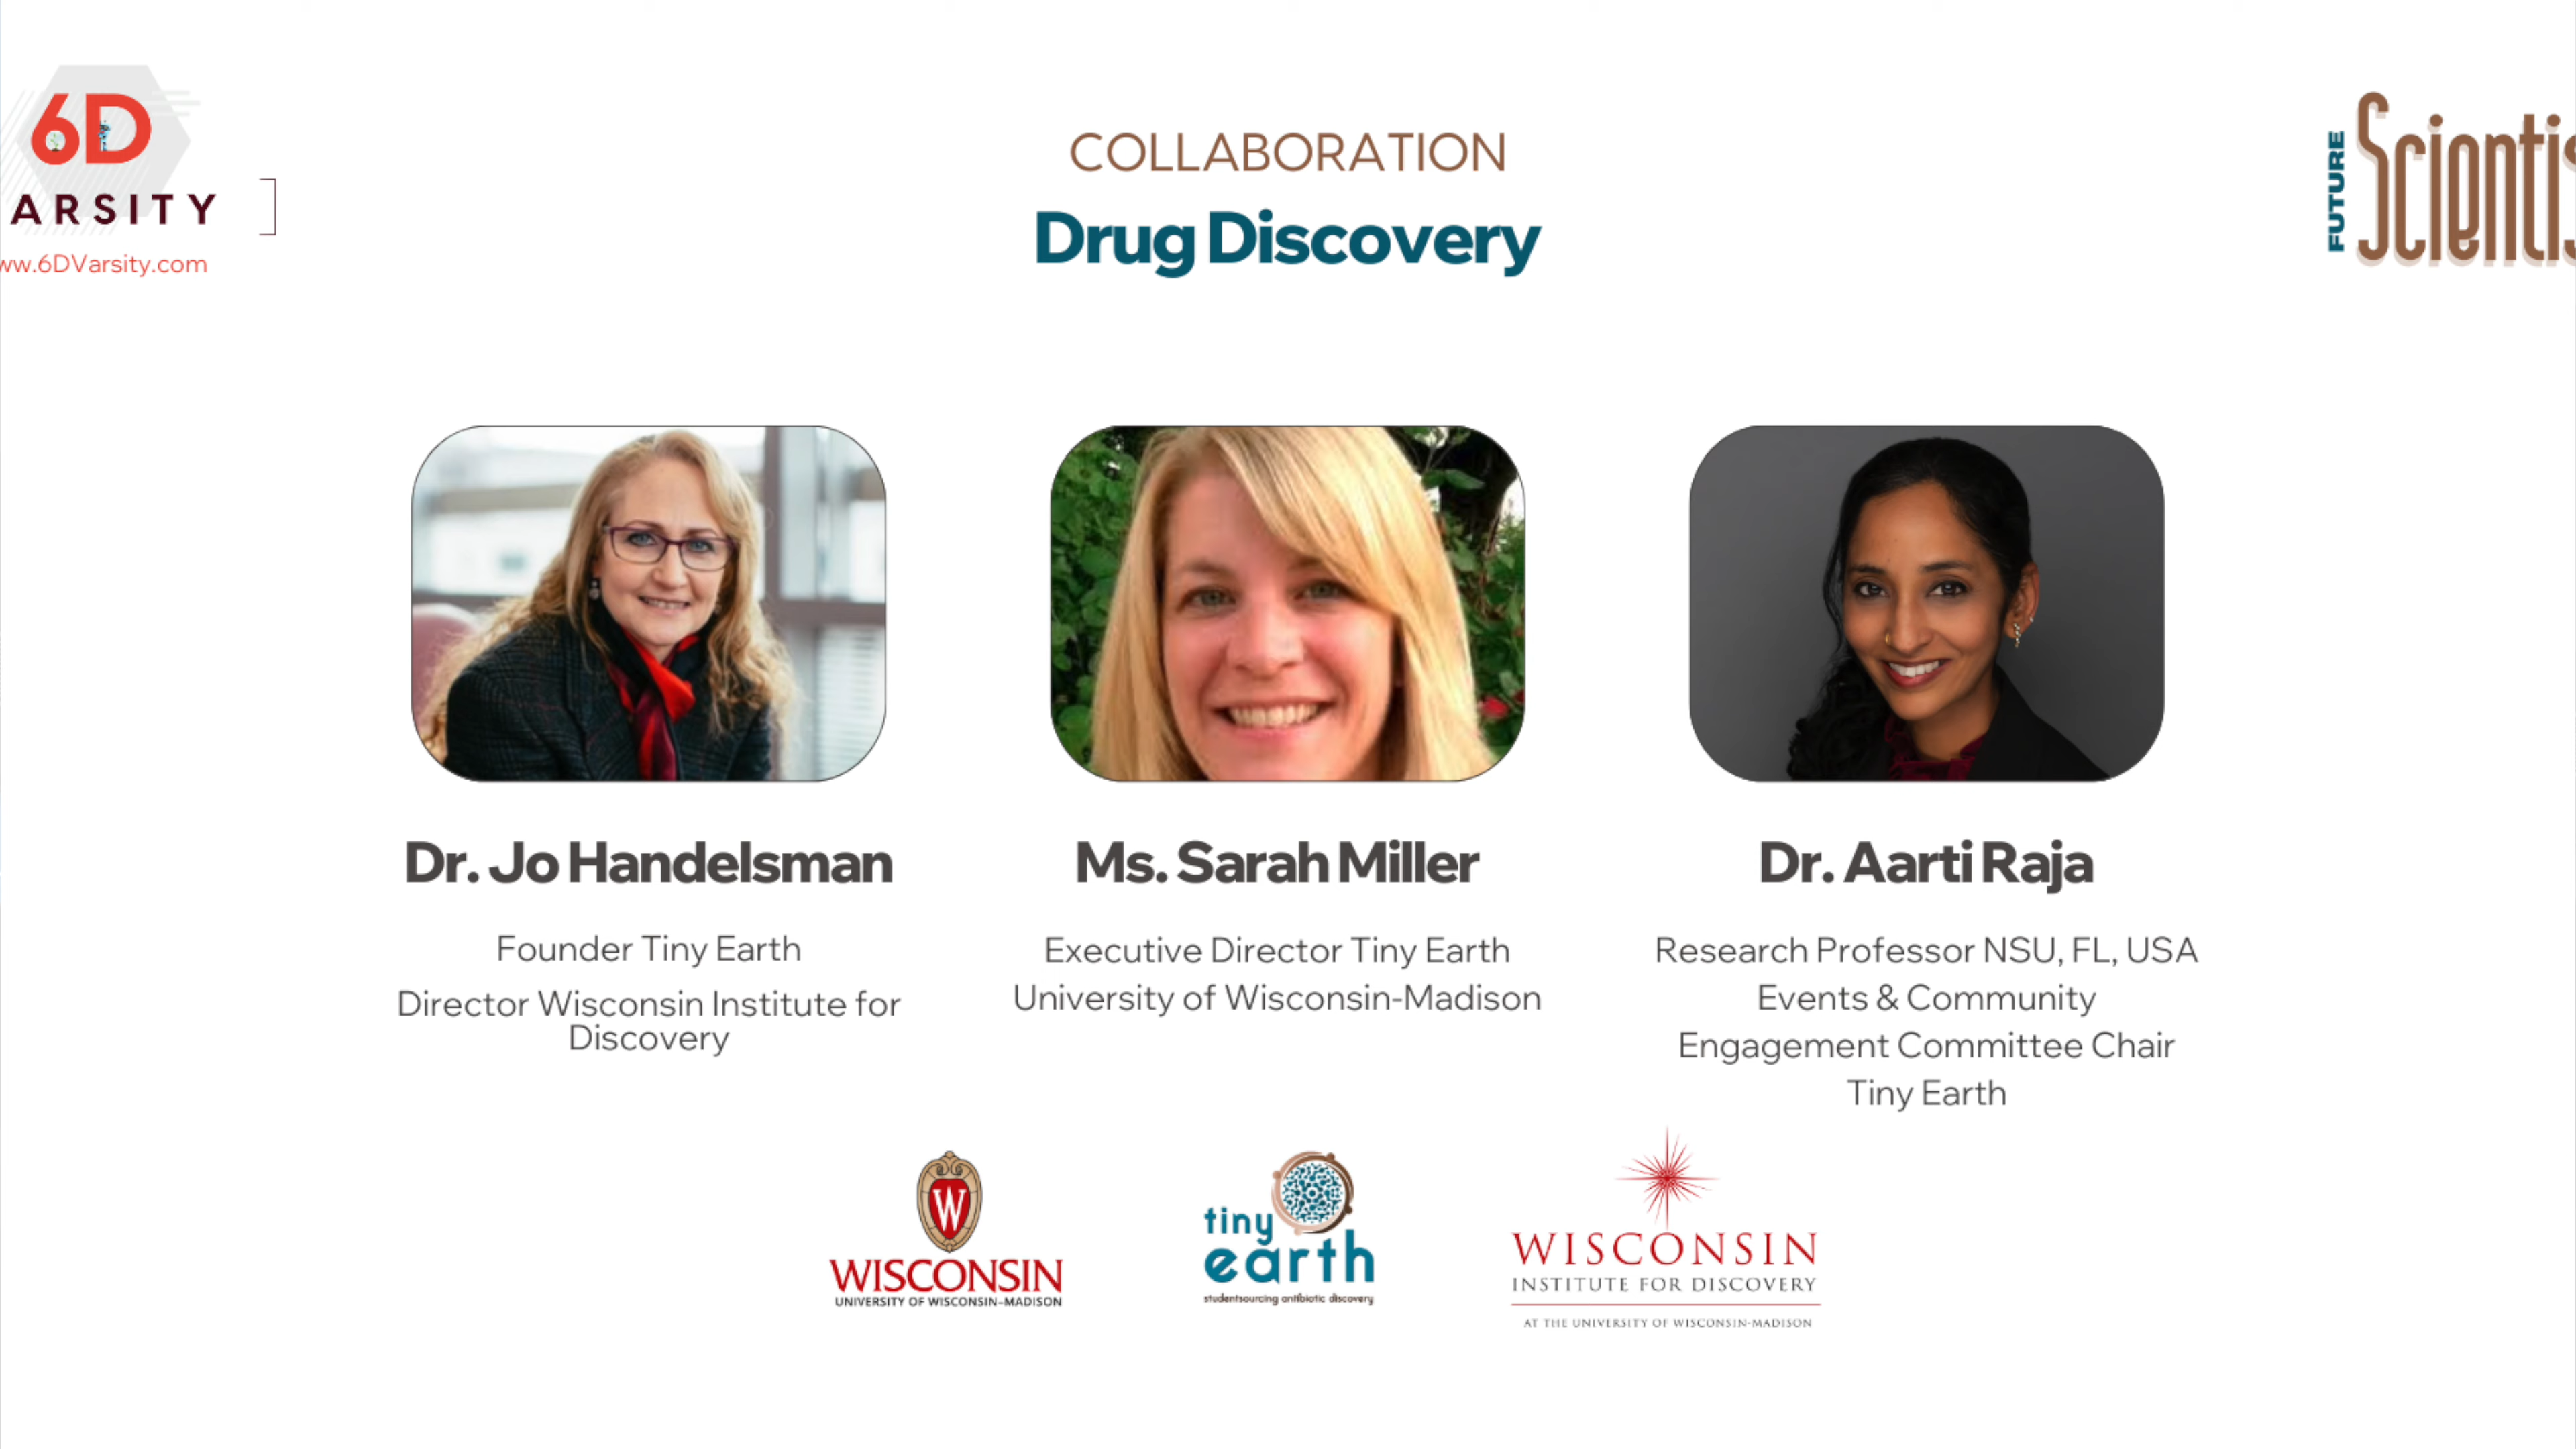 6D
ARSITY
ww.6DVarsity.com
COLLABORATION
Drug Discovery
FUTURE
Scientis
Dr. Jo Handelsman
Founder Tiny Earth
Director Wisconsin Institute for
Discovery
Ms. Sarah Miller
Executive Director Tiny Earth
University of Wisconsin-Madison
Dr. Aarti Raja
Research Professor NSU, FL, USA
Events & Community
Engagement Committee Chair
Tiny Earth
W
WISCONSIN
UNIVERSITY OF WISCONSIN–MADISON
tiny
earth
studentsourcing antibiotic discovery
WISCONSIN
INSTITUTE FOR DISCOVERY
AT THE UNIVERSITY OF WISCONSIN-MADISON